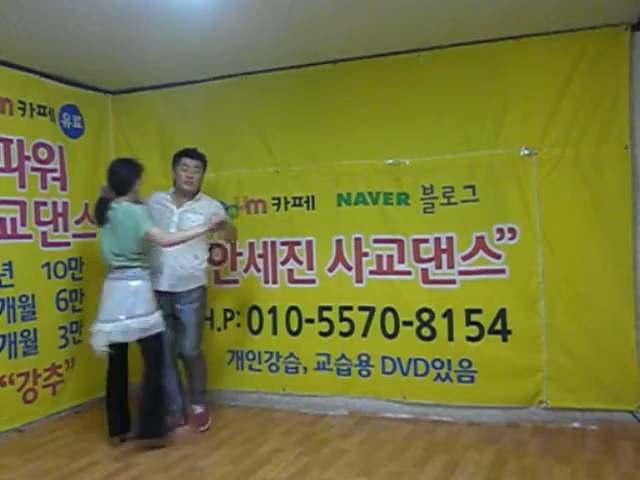 m 카페 유료
파워
교댄스
년 10만
개월 6만
개월 3만
“강추”
um 카페 NAVER 블로그
안세진 사교댄스”
H.P: 010-5570-8154
개인강습, 교습용 DVD있음